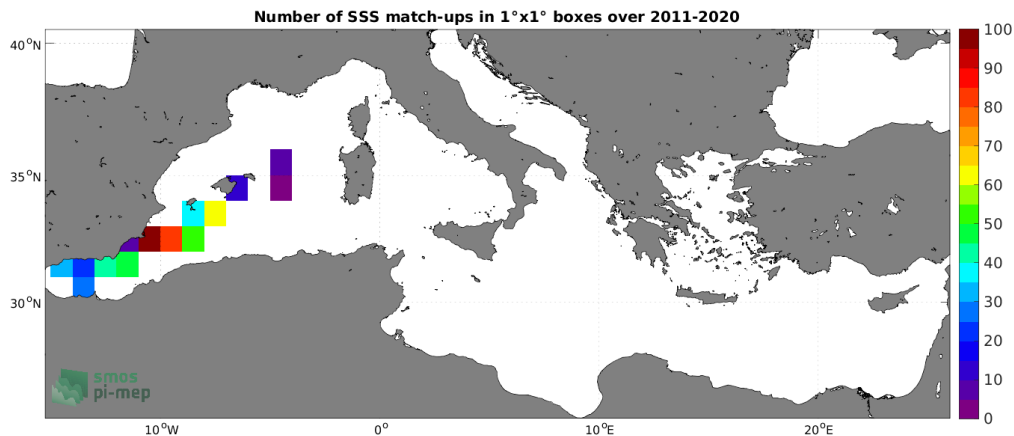 Number of SSS match-ups in 1°x1° boxes over 2011-2020
40°N
35°N
30°N
10°W
0°
10°E
20°E
100
90
80
70
60
50
40
30
20
10
0
smos
pi-mep